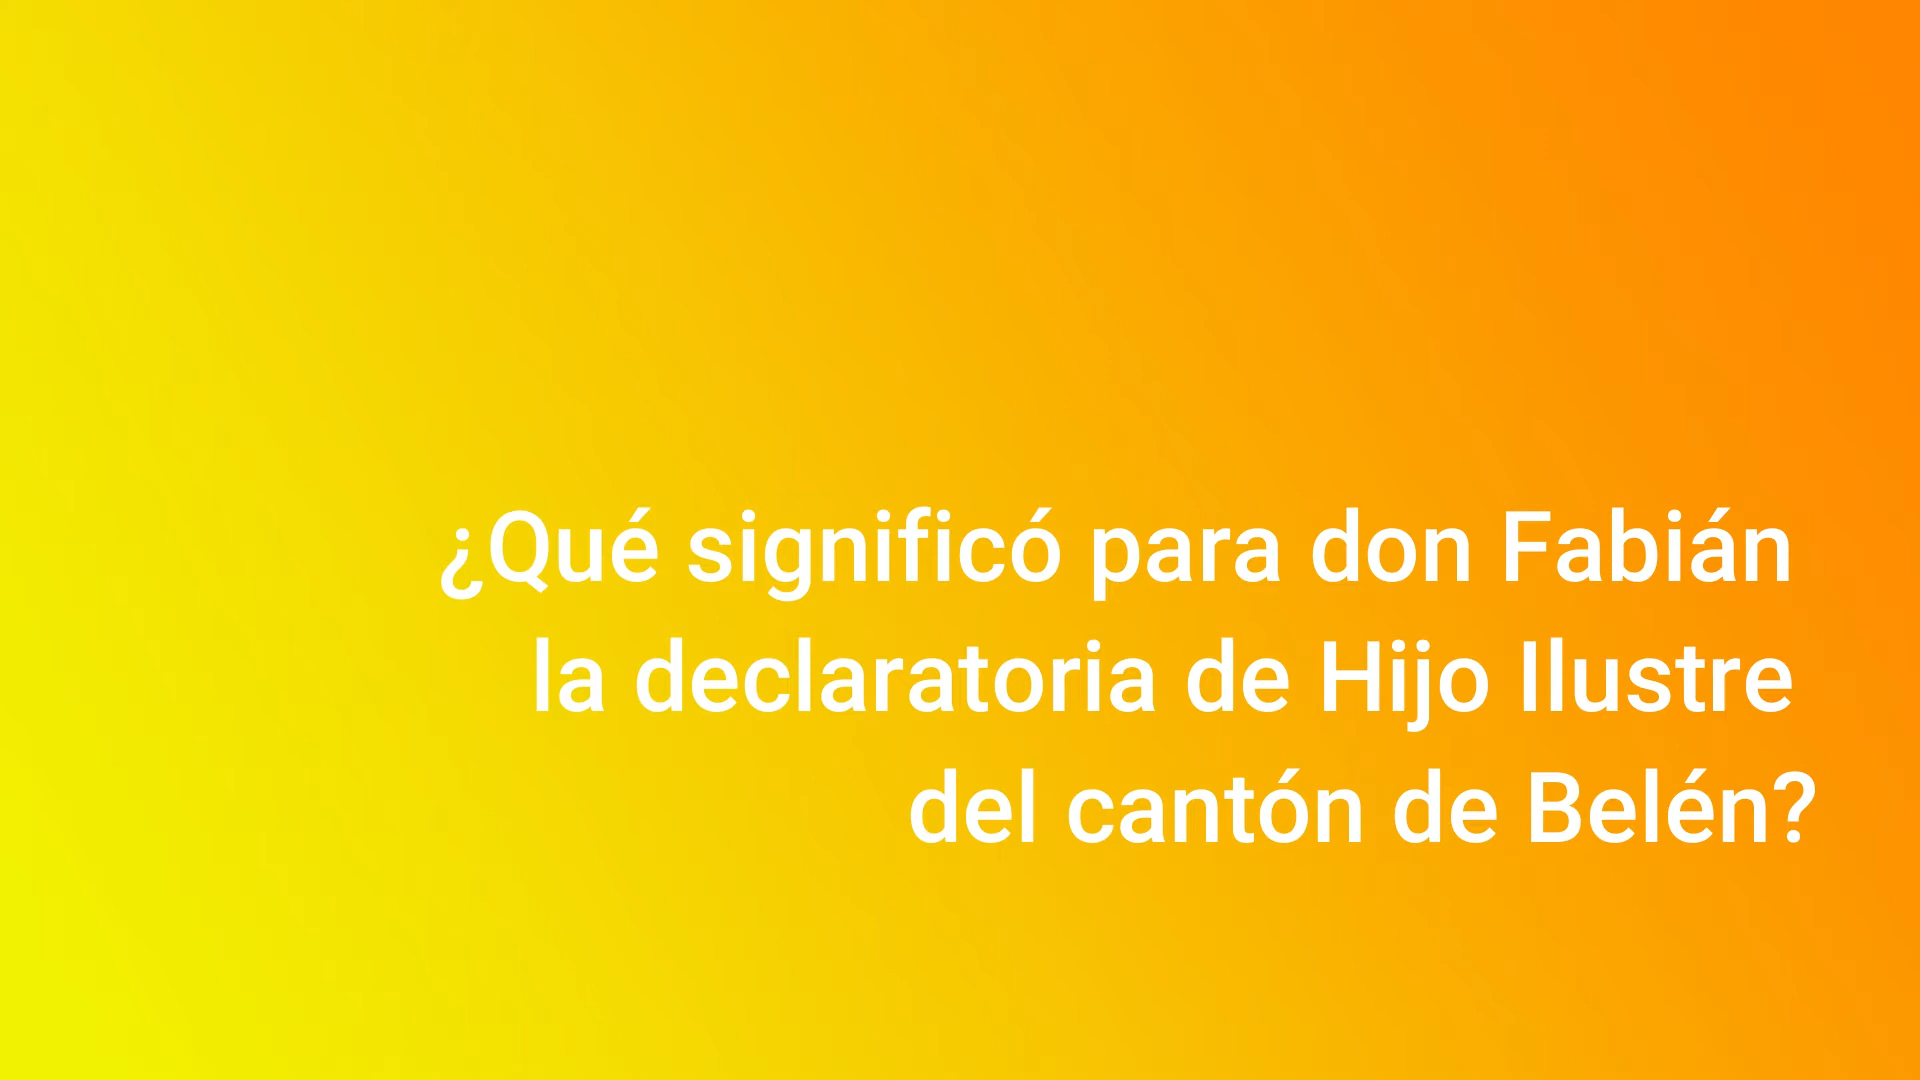 ¿Qué significó para don Fabián
la declaratoria de Hijo Ilustre
del cantón de Belén?